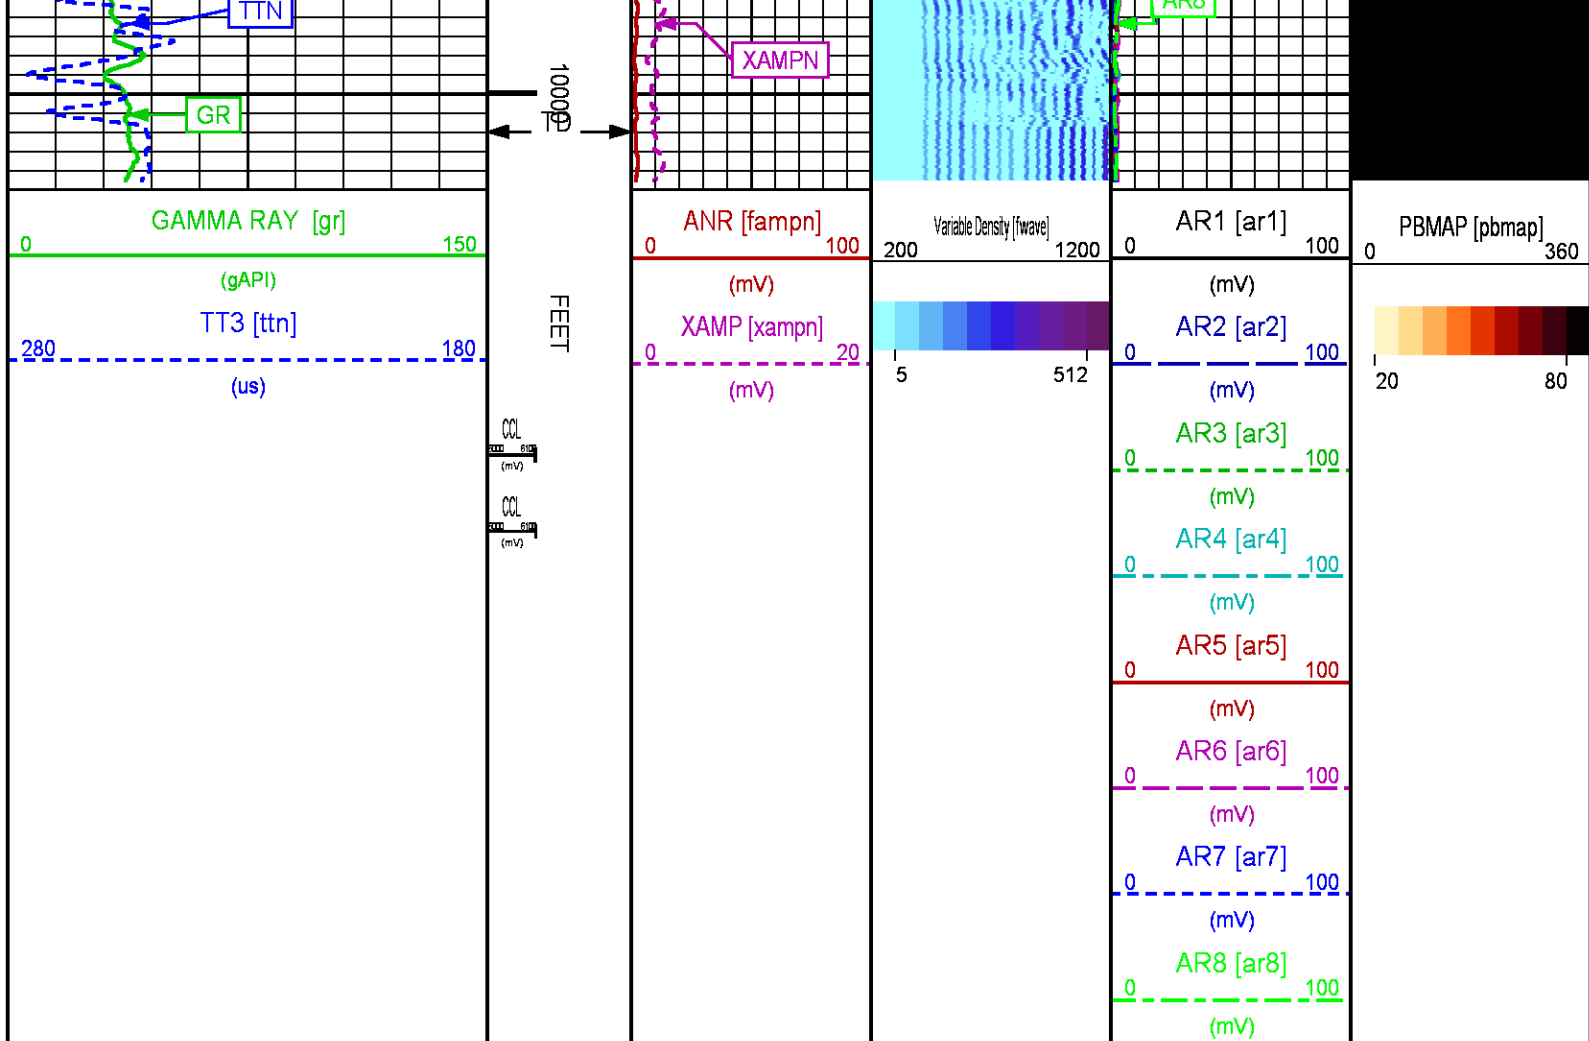 TTN
GR
10000
TD
XAMPN
AR8
GAMMA RAY [gr]
0 150
(gAPI)
TT3 [ttn]
280 180
(us)
FEET
CCL
(mV)
CCL
(mV)
ANR [fampn]
0 100
(mV)
XAMP [xampn]
0 20
(mV)
Variable Density [fwave]
200 1200
5 512
AR1 [ar1]
0 100
(mV)
AR2 [ar2]
0 100
(mV)
AR3 [ar3]
0 100
(mV)
AR4 [ar4]
0 100
(mV)
AR5 [ar5]
0 100
(mV)
AR6 [ar6]
0 100
(mV)
AR7 [ar7]
0 100
(mV)
AR8 [ar8]
0 100
(mV)
PBMAP [pbmap]
0 360
20 80